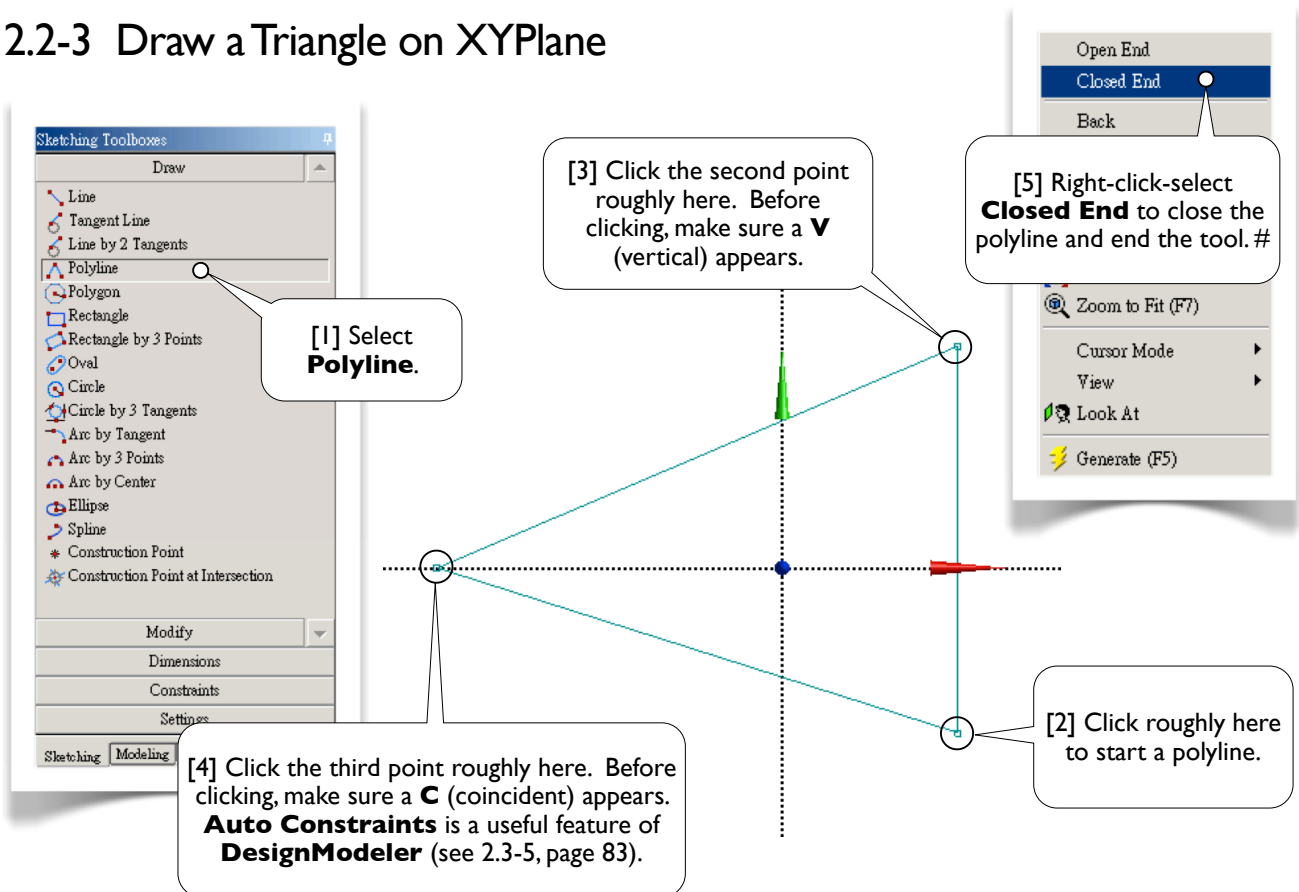 2.2-3 Draw a Triangle on XYPlane
Sketching Toolboxes
Draw
Line
Tangent Line
Line by 2 Tangents
Polyline
Polygon
Rectangle
Rectangle by 3 Points
Oval
Circle
Circle by 3 Tangents
Arc by Tangent
Arc by 3 Points
Arc by Center
Ellipse
Spline
Construction Point
Construction Point at Intersection
Modify
Dimensions
Constraints
Settings
Sketching Modeling
[1] Select
Polyline.
[2] Click roughly here
to start a polyline.
[3] Click the second point
roughly here. Before
clicking, make sure a V
(vertical) appears.
[4] Click the third point roughly here. Before
clicking, make sure a C (coincident) appears.
Auto Constraints is a useful feature of
DesignModeler (see 2.3-5, page 83).
Open End
Closed End
Back
[5] Right-click-select
Closed End to close the
polyline and end the tool. #
Zoom to Fit (F7)
Cursor Mode
View
Look At
Generate (F5)